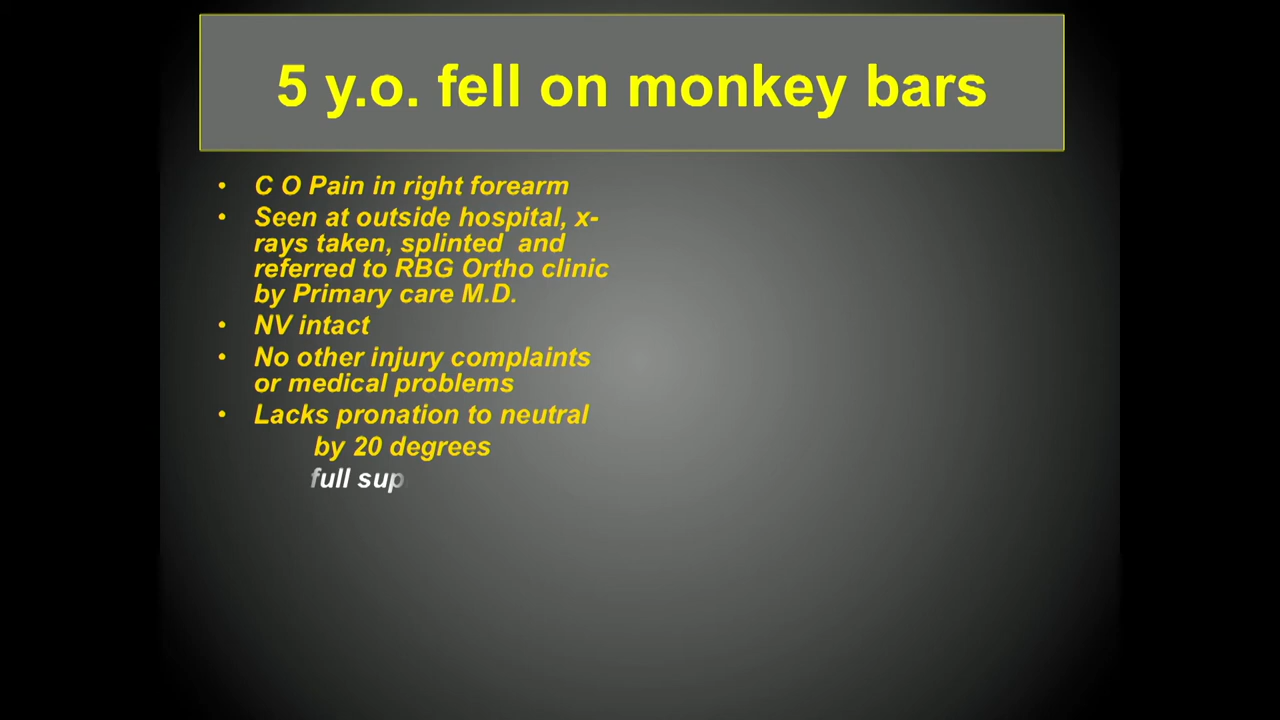 5 y.o. fell on monkey bars
• C O Pain in right forearm
• Seen at outside hospital, x-
rays taken, splinted and
referred to RBG Ortho clinic
by Primary care M.D.
• NV intact
• No other injury complaints
or medical problems
• Lacks pronation to neutral
by 20 degrees
full sup